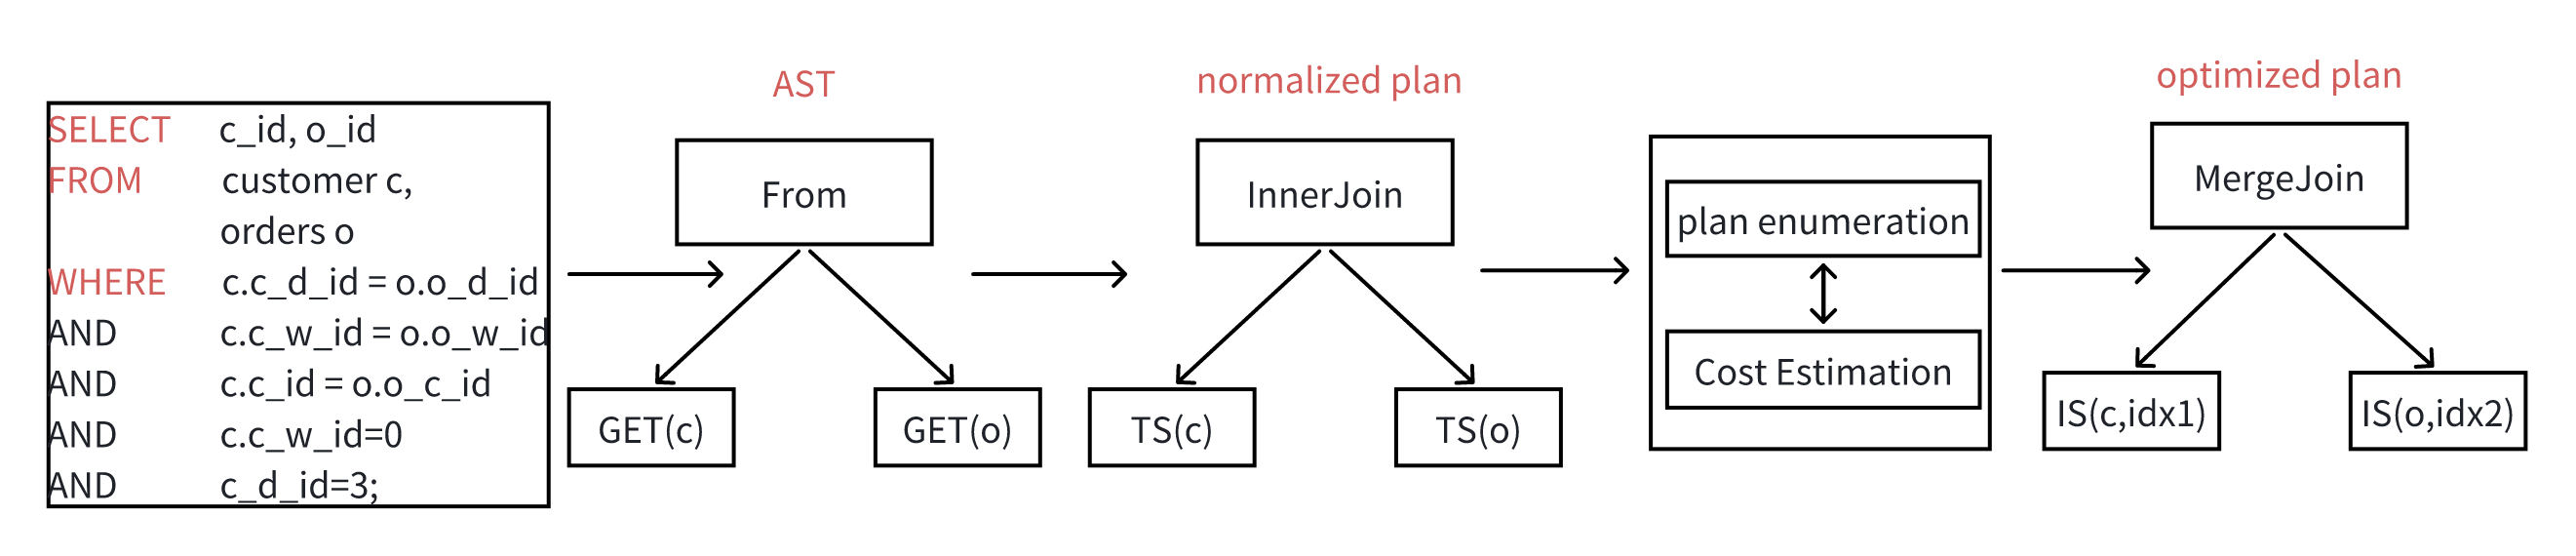 SELECT c_id, o_id
FROM customer c,
orders o
WHERE c.c_d_id = o.o_d_id
AND c.c_w_id = o.o_w_id
AND c.c_id = o.o_c_id
AND c.c_w_id=0
AND c_d_id=3;
AST
From
GET(c)
GET(o)
normalized plan
InnerJoin
TS(c)
TS(o)
plan enumeration
Cost Estimation
optimized plan
MergeJoin
IS(c,idx1)
IS(o,idx2)